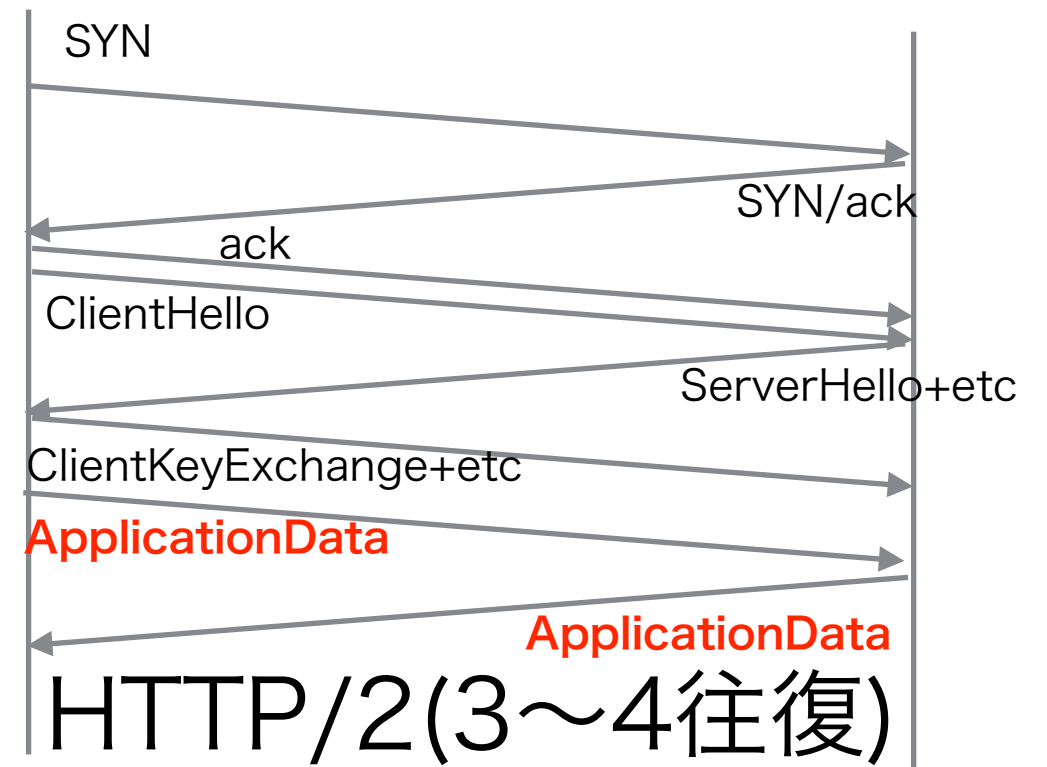 SYN
SYN/ack
ack
ClientHello
ServerHello+etc
ClientKeyExchange+etc
ApplicationData
ApplicationData
HTTP/2(3〜4往復)